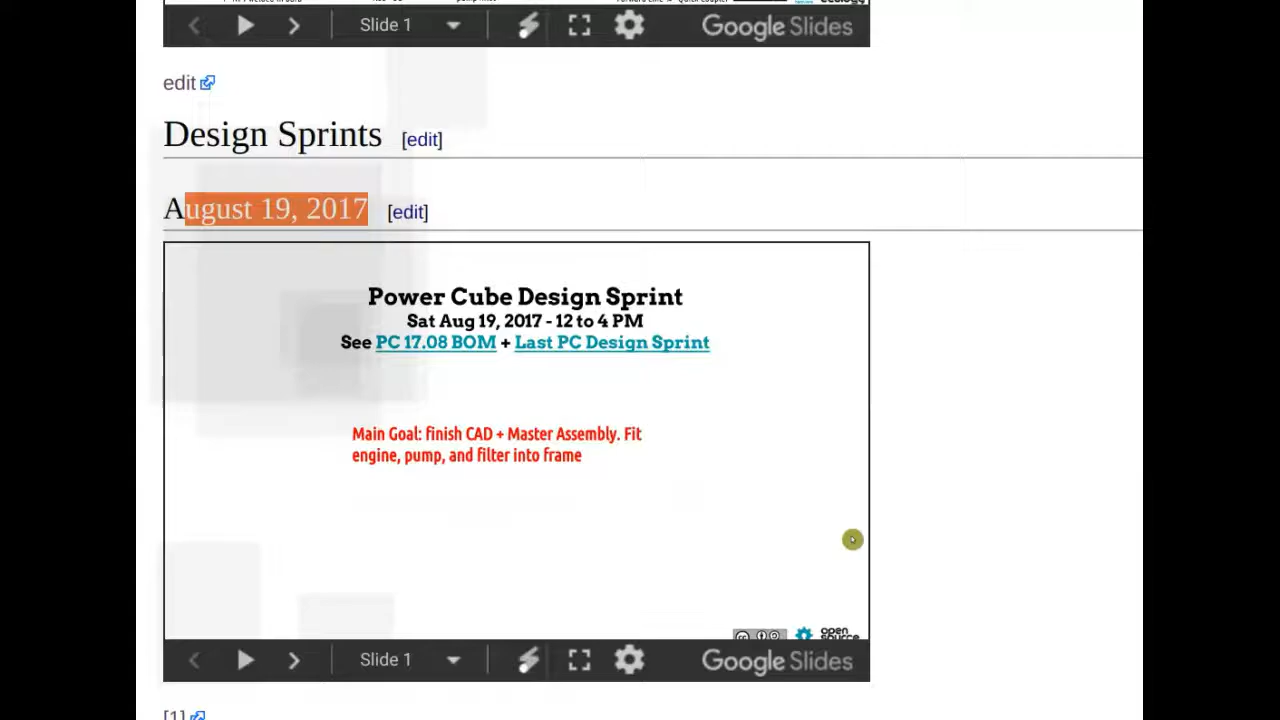 Slide 1
Google Slides
edit
Design Sprints [edit]
August 19, 2017 [edit]
Power Cube Design Sprint
Sat Aug 19, 2017 - 12 to 4 PM
See PC 17.08 BOM + Last PC Design Sprint
Main Goal: finish CAD + Master Assembly. Fit
engine, pump, and filter into frame
open
source
Slide 1
Google Slides
[1]